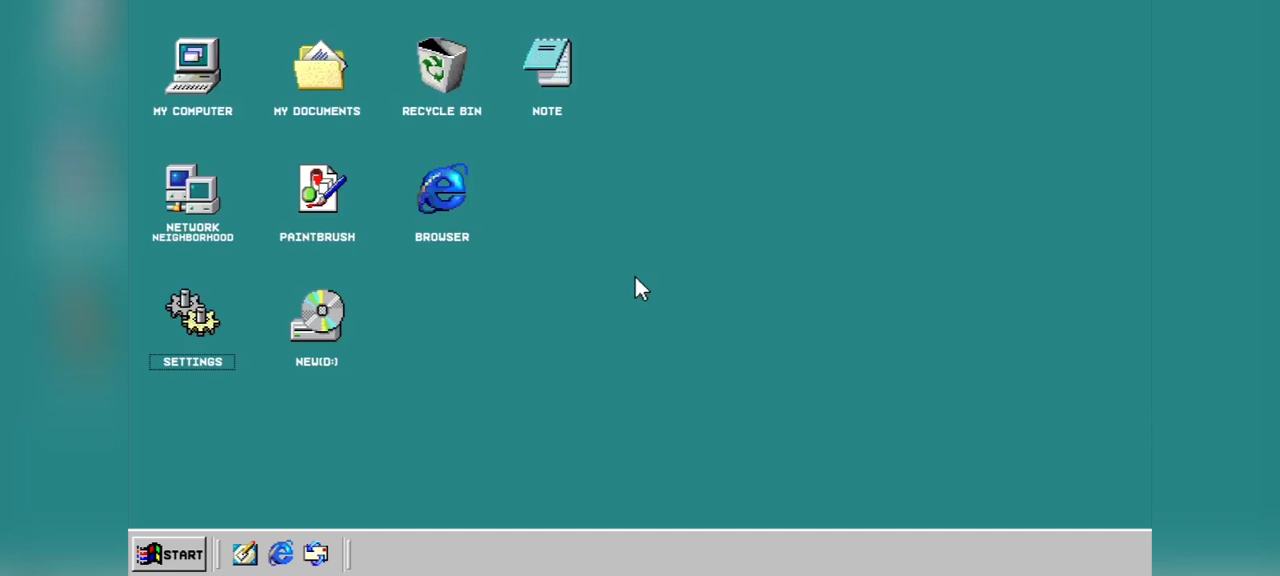 MY COMPUTER
MY DOCUMENTS
RECYCLE BIN
NOTE
NETWORK
NEIGHBORHOOD
PAINTBRUSH
BROWSER
SETTINGS
NEW(D:)
START